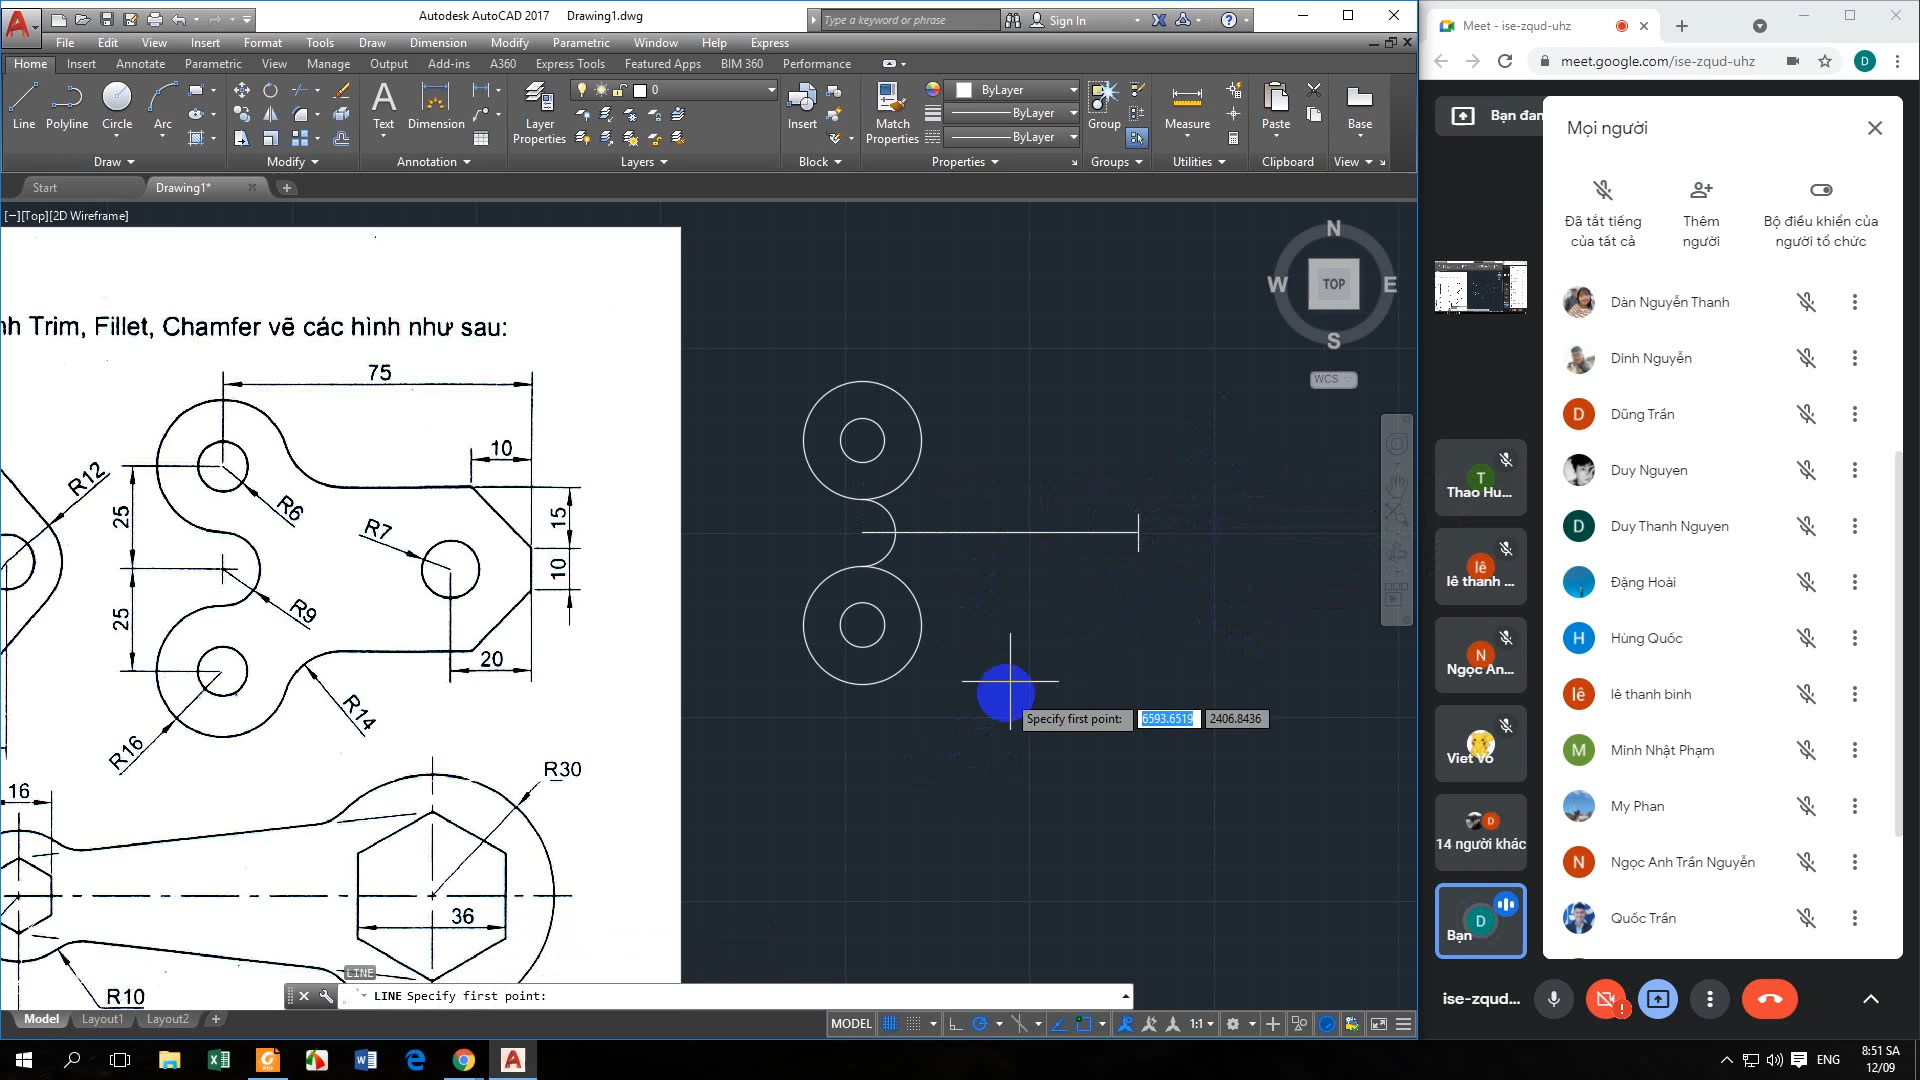 Autodesk AutoCAD 2017 Drawing1.dwg
Type a keyword or phrase
Sign In
File Edit View Insert Format Tools Draw Dimension Modify Parametric Window Help Express
Home Insert Annotate Parametric View Manage Output Add-ins A360 Express Tools Featured Apps BIM 360 Performance
Line Polyline Circle Arc
Text Dimension
Layer Properties
0
Insert
Match Properties
ByLayer
ByLayer
ByLayer
Group
Measure
Paste
Base
Draw Modify Annotation Layers Block Properties Groups Utilities Clipboard View
Start Drawing1*
[−][Top][2D Wireframe]
nh Trim, Fillet, Chamfer vẽ các hình như sau:
75
10
R12
R6
25
R7
15
10
25
R9
20
R14
R16
R30
16
36
R10
N
W TOP E
S
WCS
Specify first point: 6593.6519 2406.8436
LINE
LINE Specify first point:
Model Layout1 Layout2
MODEL 1:1
Meet - ise-zqud-uhz
meet.google.com/ise-zqud-uhz
D
Bạn đan
Mọi người
Đã tắt tiếng của tất cả
Thêm người
Bộ điều khiển của người tổ chức
Dàn Nguyễn Thanh
Dinh Nguyễn
D Dũng Trần
Duy Nguyen
D Duy Thanh Nguyen
Đặng Hoài
H Hùng Quốc
lê lê thanh bình
M Minh Nhật Phạm
My Phan
N Ngọc Anh Trần Nguyễn
Quốc Trần
T
Thao Hu...
lê
lê thanh ...
N
Ngọc An...
Viet Vo
D
14 người khác
D
Bạn
ise-zqud...
ENG
8:51 SA
12/09